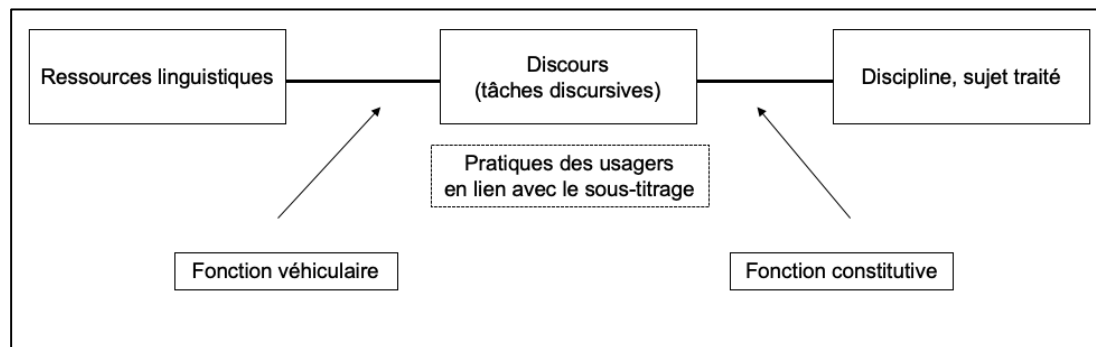 Ressources linguistiques
Discours
(tâches discursives)
Discipline, sujet traité
Pratiques des usagers
en lien avec le sous-titrage
Fonction véhiculaire
Fonction constitutive